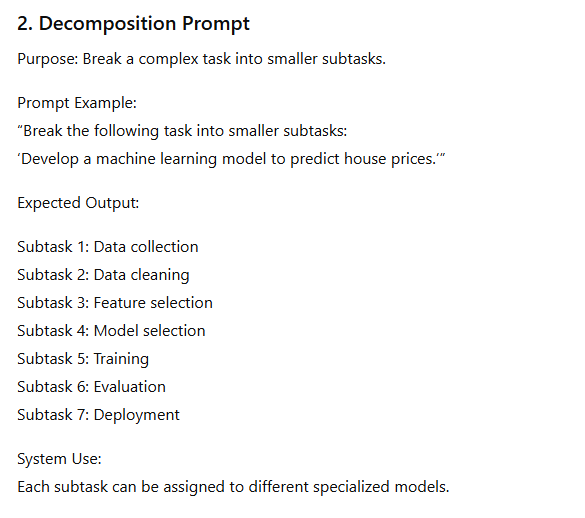 2. Decomposition Prompt
Purpose: Break a complex task into smaller subtasks.
Prompt Example:
“Break the following task into smaller subtasks:
‘Develop a machine learning model to predict house prices.’”
Expected Output:
Subtask 1: Data collection
Subtask 2: Data cleaning
Subtask 3: Feature selection
Subtask 4: Model selection
Subtask 5: Training
Subtask 6: Evaluation
Subtask 7: Deployment
System Use:
Each subtask can be assigned to different specialized models.